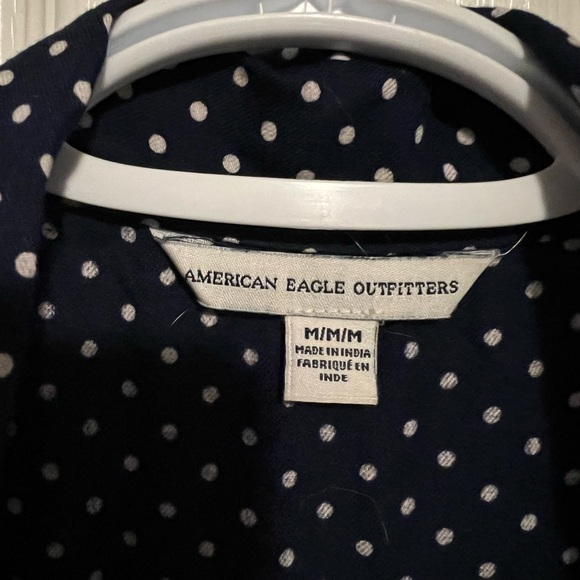 AMERICAN EAGLE OUTFITTERS
M/M/M
MADE IN INDIA
FABRIQUÉ EN
INDE